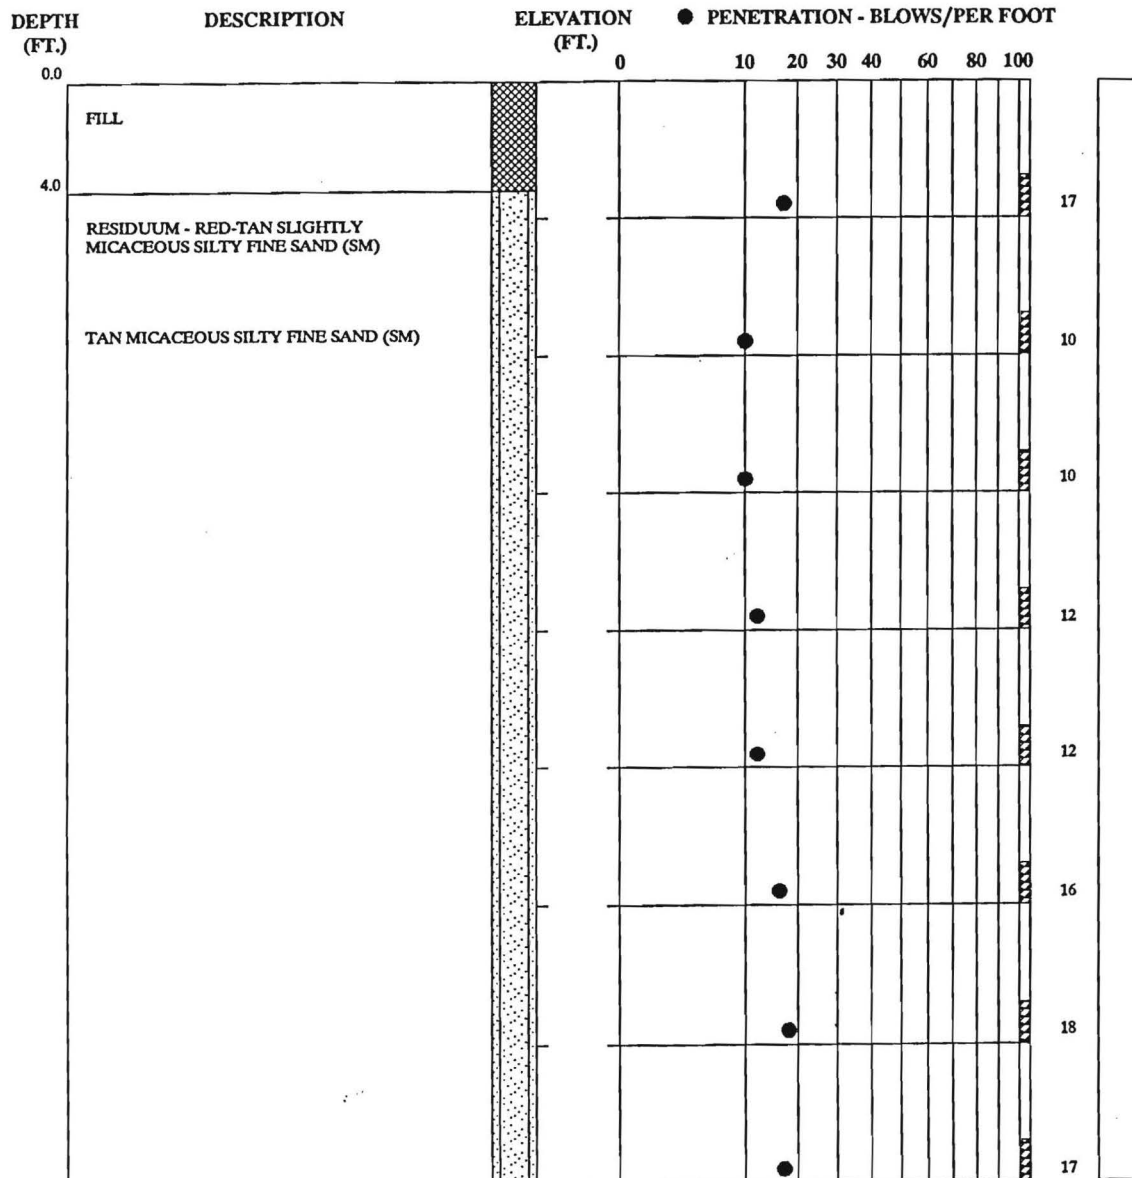 DEPTH DESCRIPTION ELEVATION ● PENETRATION - BLOWS/PER FOOT
(FT.) (FT.)
0 10 20 30 40 60 80 100
0.0
FILL
4.0
17
RESIDUUM - RED-TAN SLIGHTLY
MICACEOUS SILTY FINE SAND (SM)
TAN MICACEOUS SILTY FINE SAND (SM) 10
10
12
12
16
18
17